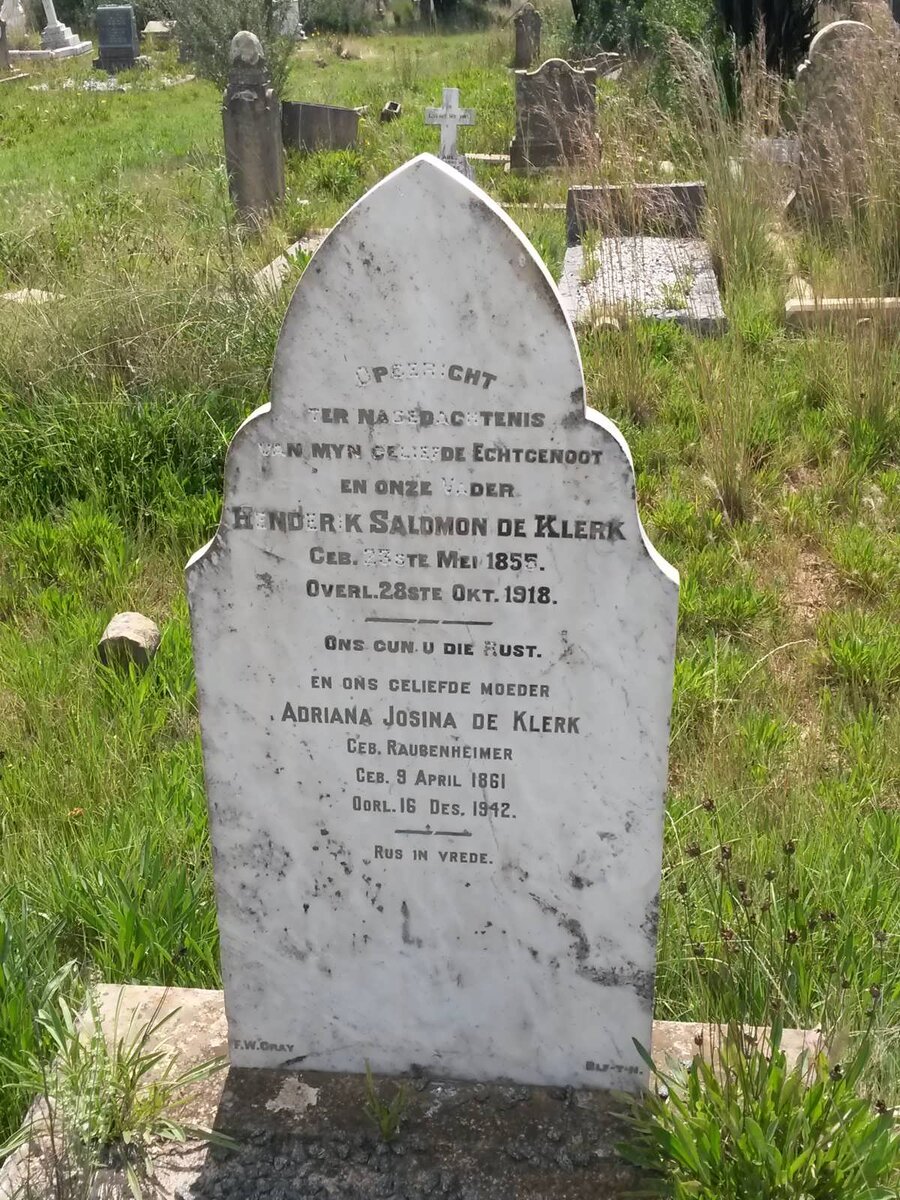 OPGERICHT
TER NAGEDACHTENIS
VAN MYN GELIEFDE ECHTGENOOT
EN ONZE VADER
HENDERIK SALOMON DE KLERK
GEB. 23STE MEI 1855.
OVERL. 28STE OKT. 1918.
ONS GUN U DIE RUST.
EN ONS GELIEFDE MOEDER
ADRIANA JOSINA DE KLERK
GEB. RAUBENHEIMER
GEB. 9 APRIL 1861
OORL. 16 DES. 1942.
RUS IN VREDE.
F.W. GRAY
BLF-T-N.